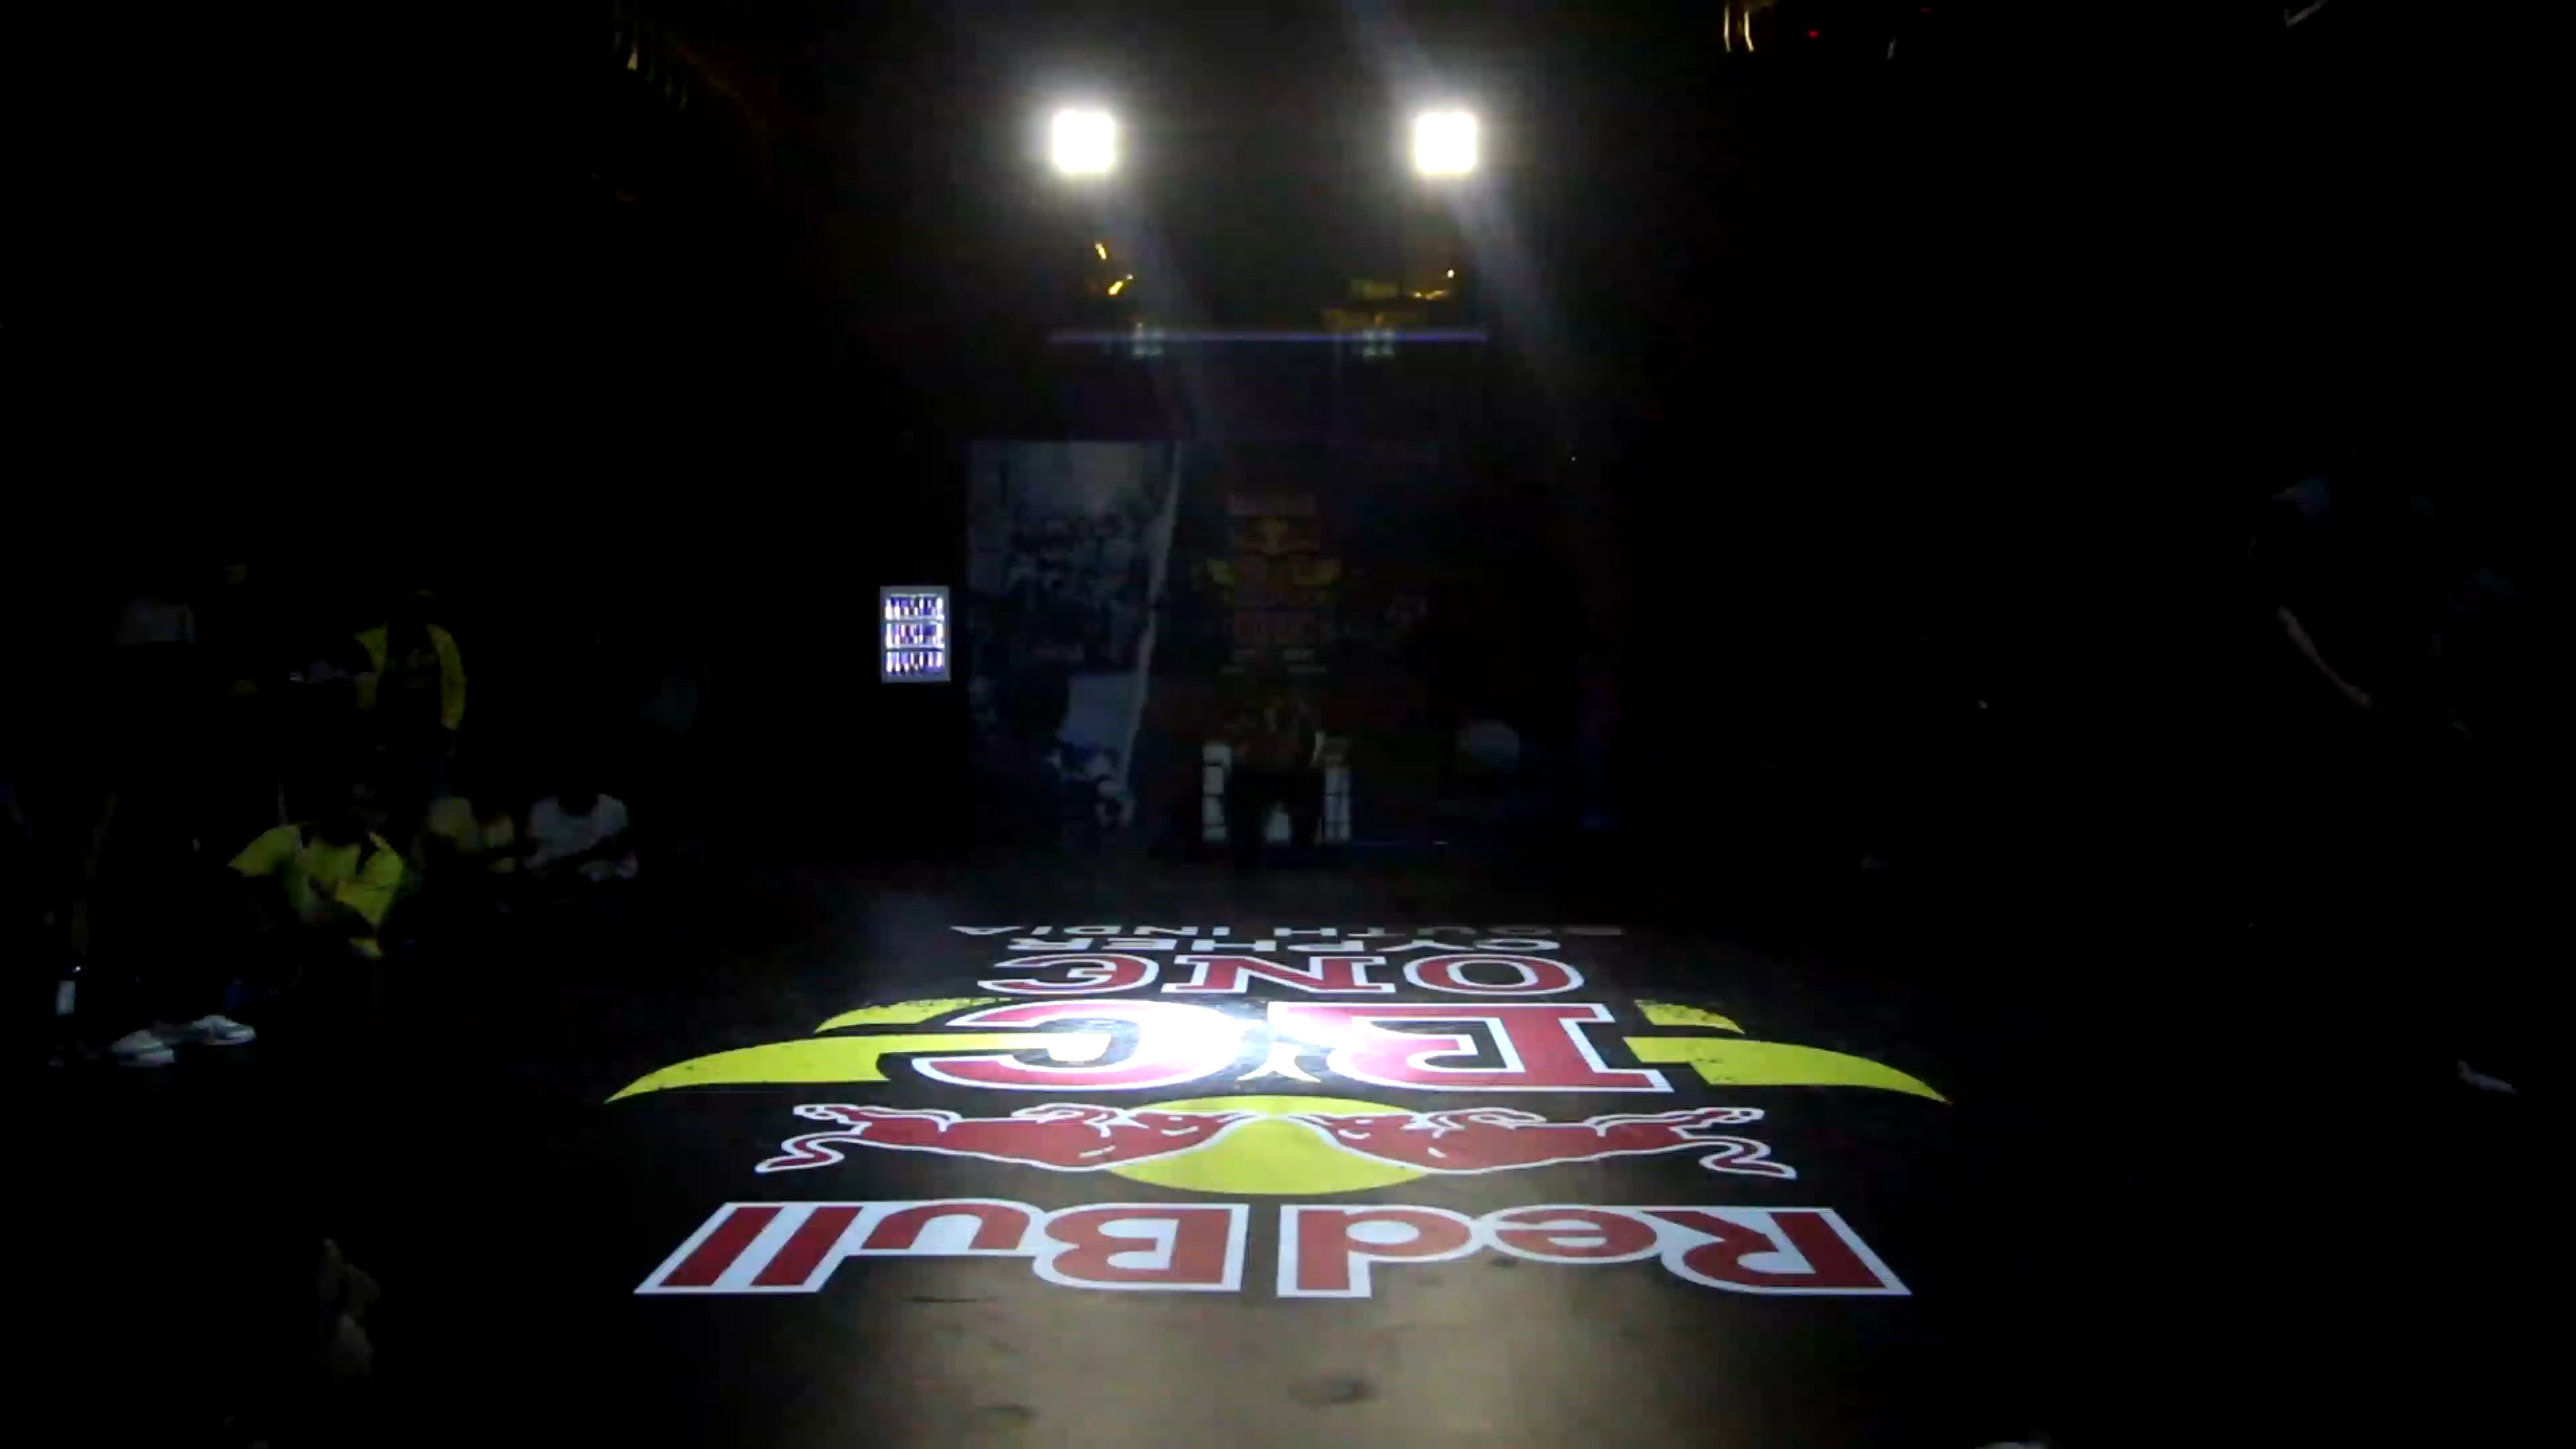 Red Bull
BC
ONE
CYPHER
SOUTH INDIA